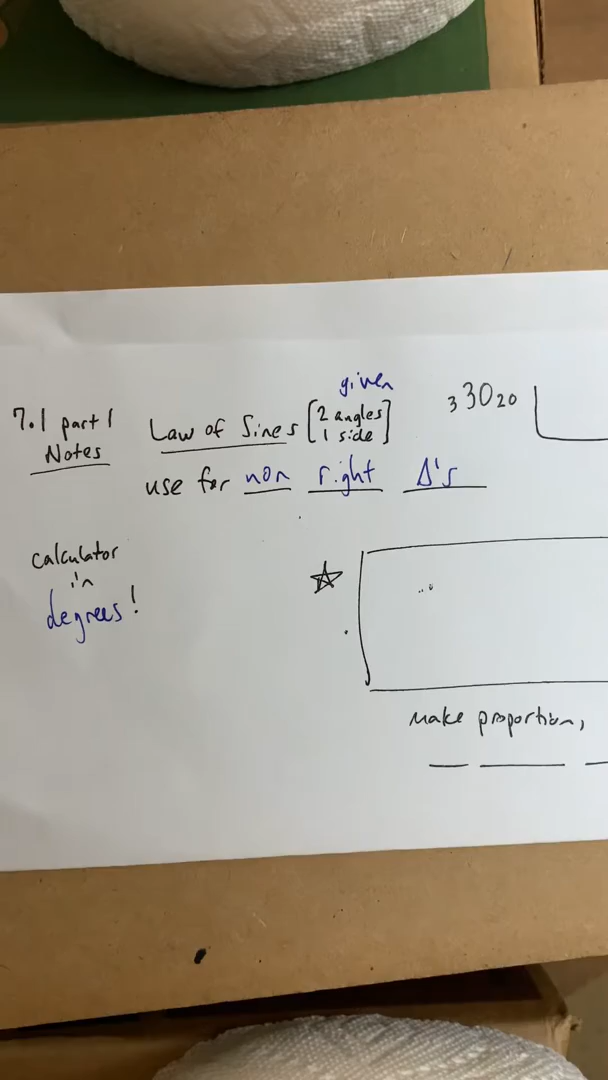 7.1 part 1
Notes
Law of Sines
given
[2 angles
1 side]
33020
use for non right Δ's
calculator
in
degrees!
make proportion,